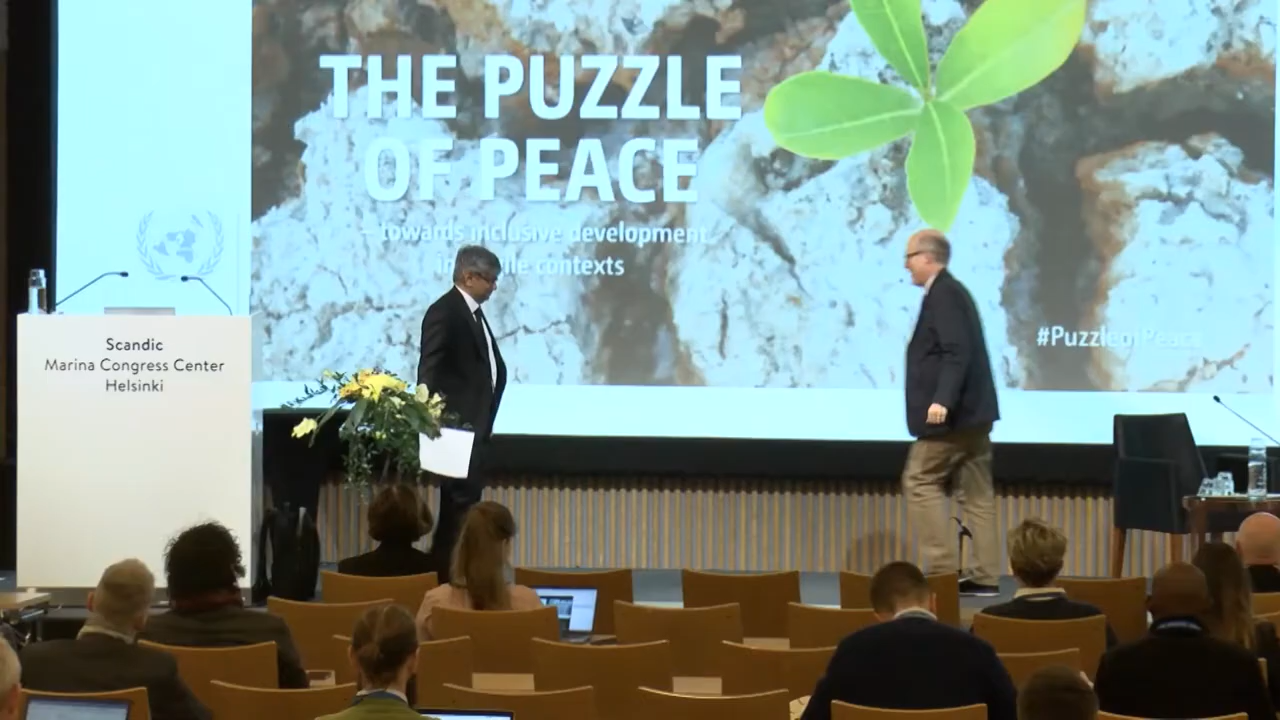 THE PUZZLE
OF PEACE
– towards inclusive development
contexts
#PuzzleofPeace
Scandic
Marina Congress Center
Helsinki